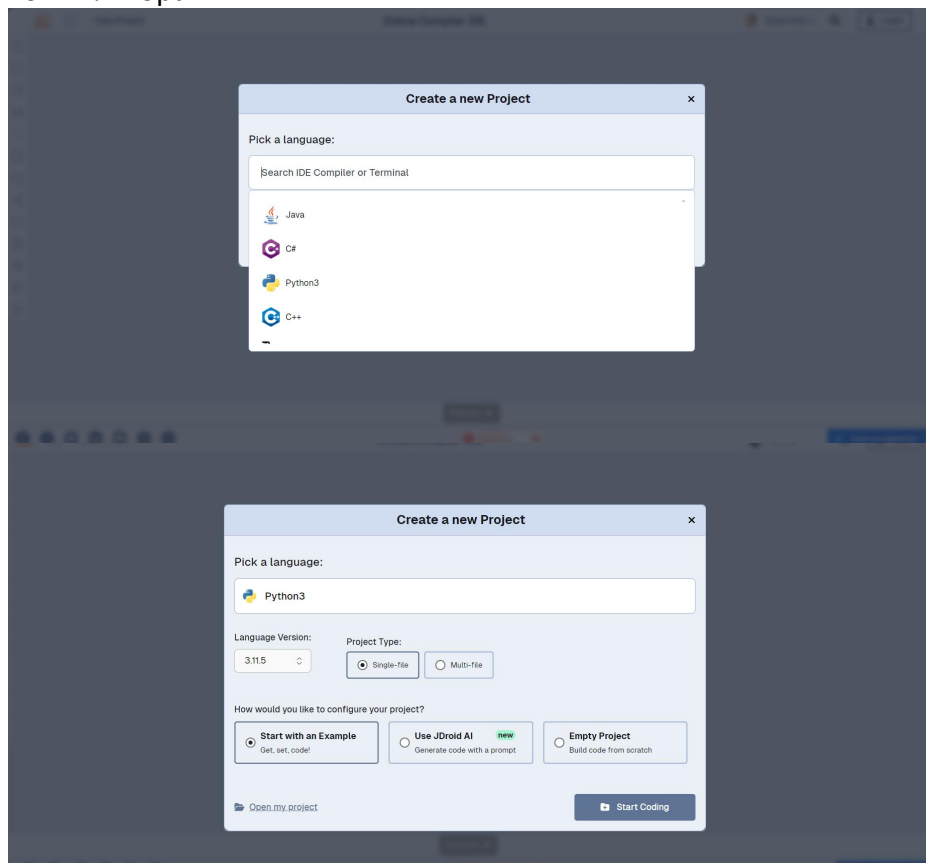 Create a new Project
×
Pick a language:
Search IDE Compiler or Terminal
Java
C#
Python3
C++
Create a new Project
×
Pick a language:
Python3
Language Version:
Project Type:
3.11.5
Single-file
Multi-file
How would you like to configure your project?
Start with an Example
Get, set, code!
Use JDroid AI new
Generate code with a prompt
Empty Project
Build code from scratch
Open my project
Start Coding